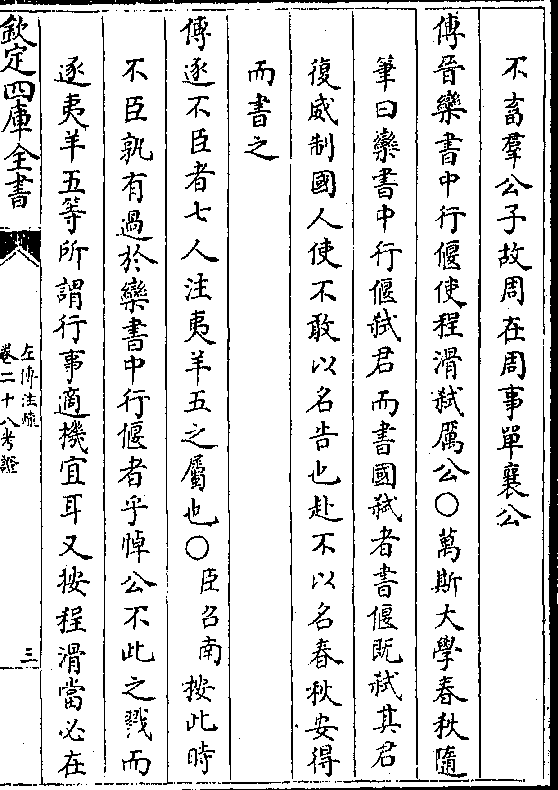 不畜羣公子故周在周事單襄公
傳晉欒書中行偃使程滑弑厲公○萬斯大學春秋隨
筆曰欒書中行偃弑君而書國弑者書偃既弑其君
復威制國人使不敢以名告也赴不以名春秋安得
而書之
傳逐不臣者七人注夷羊五之屬也○臣召南按此時
不臣孰有過於欒書中行偃者乎悼公不此之戮而
逐夷羊五等所謂行事適機宜耳又按程滑當必在
欽定四庫全書
左傳注疏
卷二十八考證
三